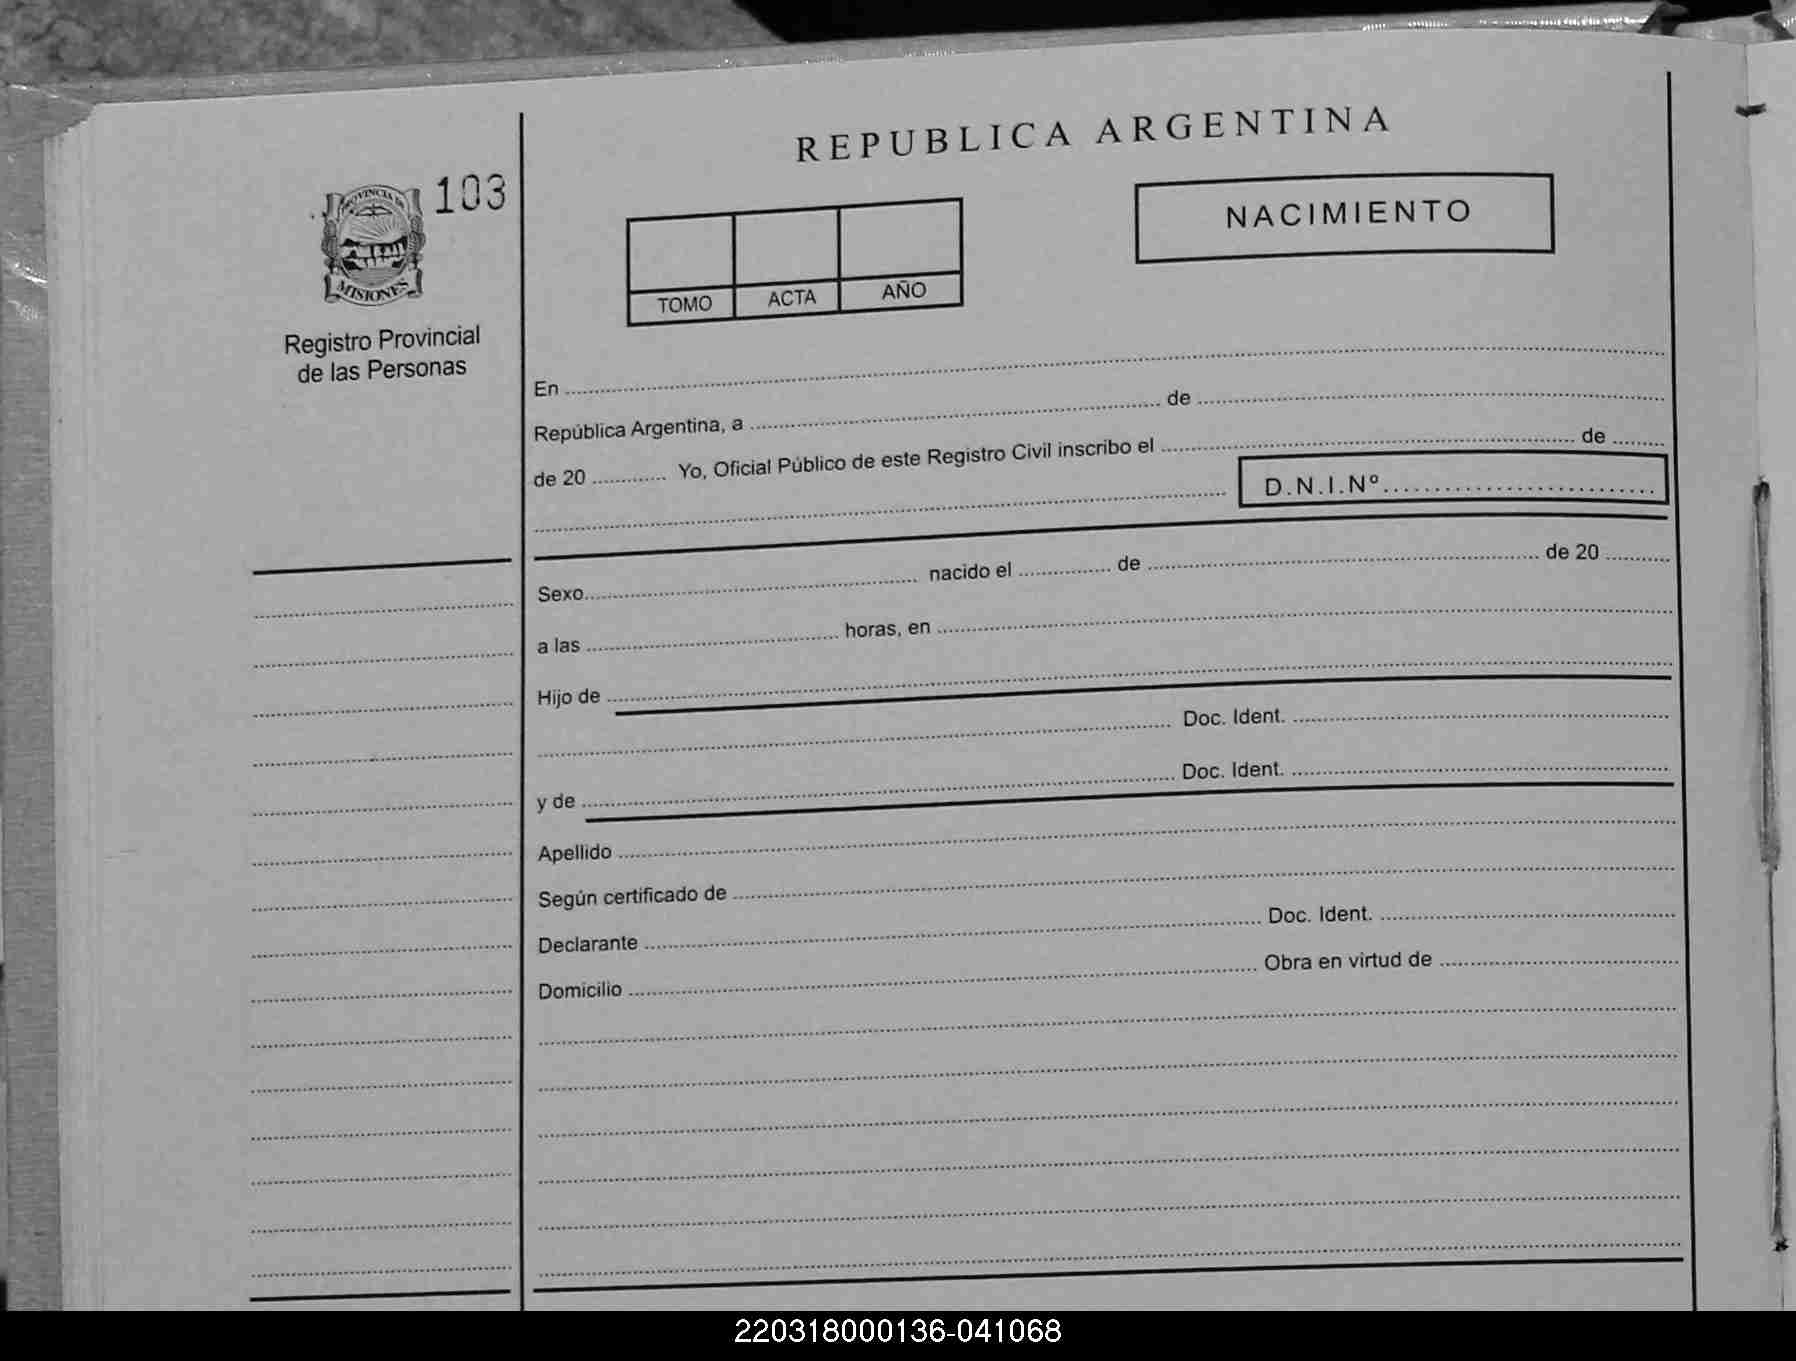 REPUBLICA ARGENTINA
103
PROVINCIA DE
MISIONES
Registro Provincial
de las Personas
NACIMIENTO
TOMO ACTA AÑO
En
República Argentina, a de
de 20 Yo, Oficial Público de este Registro Civil inscribo el de
D.N.I.Nº
Sexo nacido el de de 20
a las horas, en
Hijo de
Doc. Ident.
y de Doc. Ident.
Apellido
Según certificado de
Declarante Doc. Ident.
Domicilio Obra en virtud de
220318000136-041068